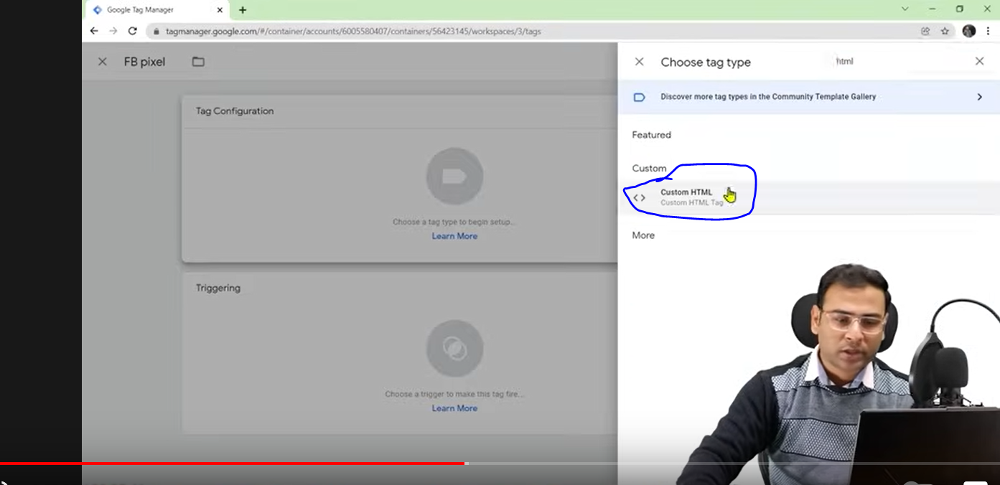 Google Tag Manager
tagmanager.google.com/#/container/accounts/6005580407/containers/56423145/workspaces/3/tags
FB pixel
Choose tag type
html
Discover more tag types in the Community Template Gallery
Tag Configuration
Featured
Custom
Custom HTML
Custom HTML Tag
Choose a tag type to begin setup...
Learn More
More
Triggering
Choose a trigger to make this tag fire...
Learn More